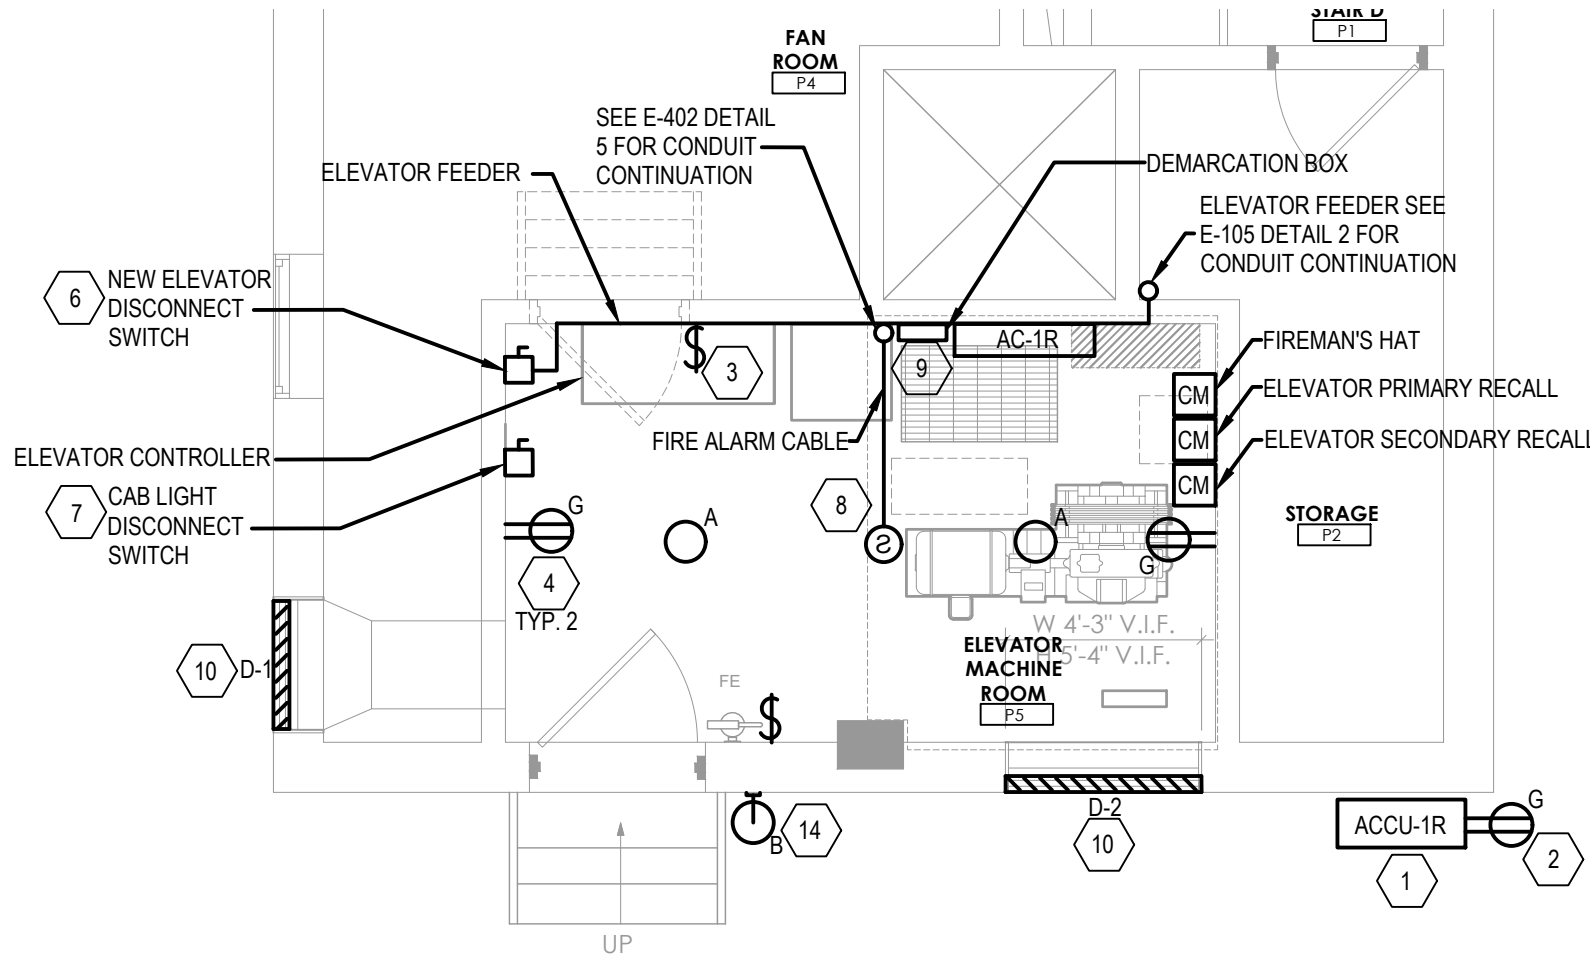 STAIR D
P1
FAN
ROOM
P4
SEE E-402 DETAIL
5 FOR CONDUIT
CONTINUATION
ELEVATOR FEEDER
DEMARCATION BOX
ELEVATOR FEEDER SEE
E-105 DETAIL 2 FOR
CONDUIT CONTINUATION
6
NEW ELEVATOR
DISCONNECT
SWITCH
3
9
AC-1R
FIREMAN'S HAT
CM
ELEVATOR PRIMARY RECALL
CM
ELEVATOR SECONDARY RECALL
CM
FIRE ALARM CABLE
ELEVATOR CONTROLLER
7
CAB LIGHT
DISCONNECT
SWITCH
G
A
8
S
A
G
STORAGE
P2
4
TYP. 2
W 4'-3" V.I.F.
H 5'-4" V.I.F.
ELEVATOR
MACHINE
ROOM
P5
10
D-1
FE
$
$
B
14
D-2
10
ACCU-1R
G
1
2
UP